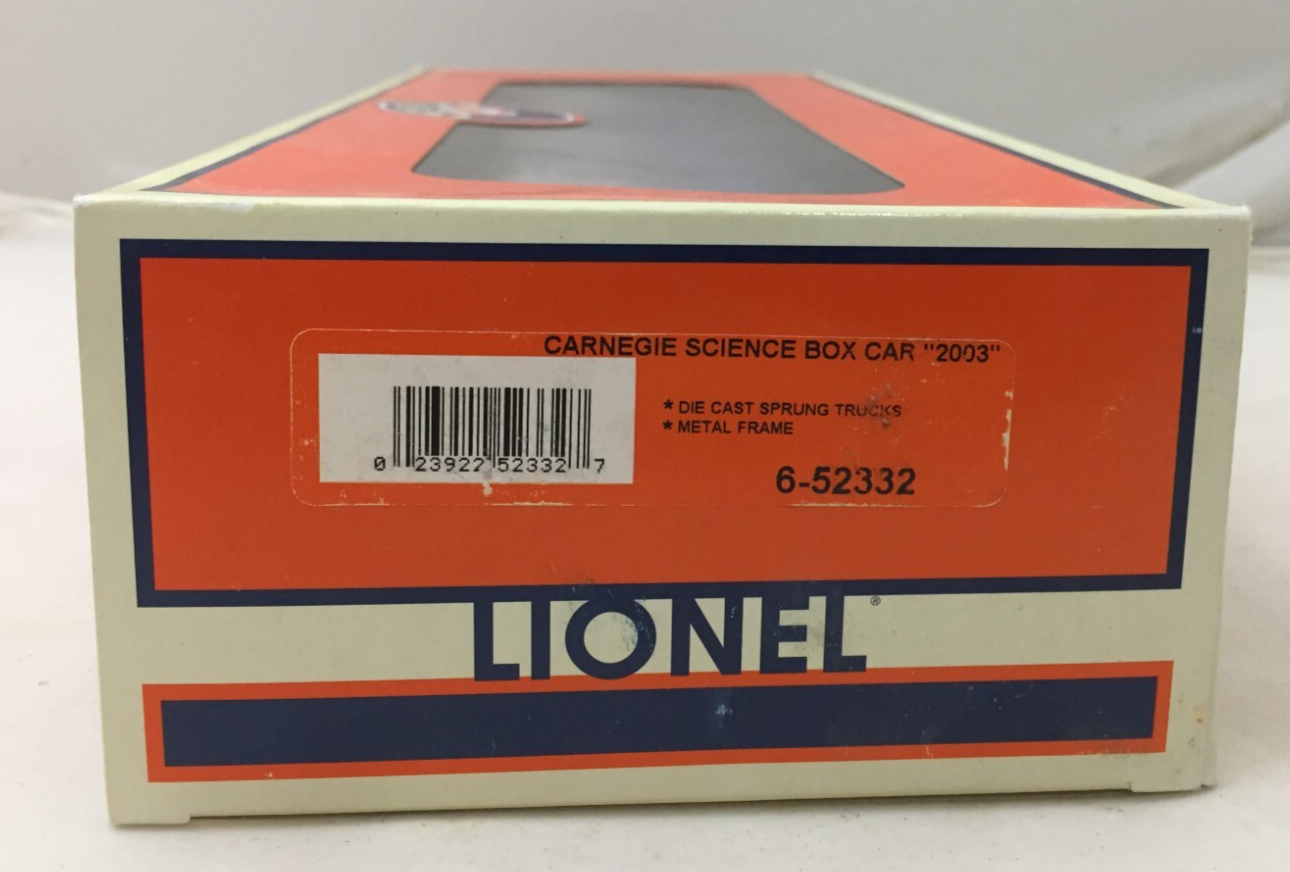 CARNEGIE SCIENCE BOX CAR "2003"
* DIE CAST SPRUNG TRUCKS
* METAL FRAME
0 23922 52332 7
6-52332
LIONEL®